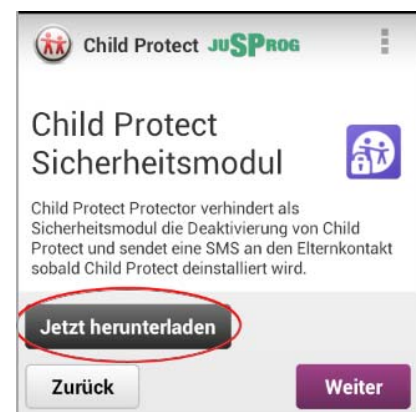 Child Protect JUSPROG
Child Protect
Sicherheitsmodul
Child Protect Protector verhindert als
Sicherheitsmodul die Deaktivierung von Child
Protect und sendet eine SMS an den Elternkontakt
sobald Child Protect deinstalliert wird.
Jetzt herunterladen
Zurück Weiter